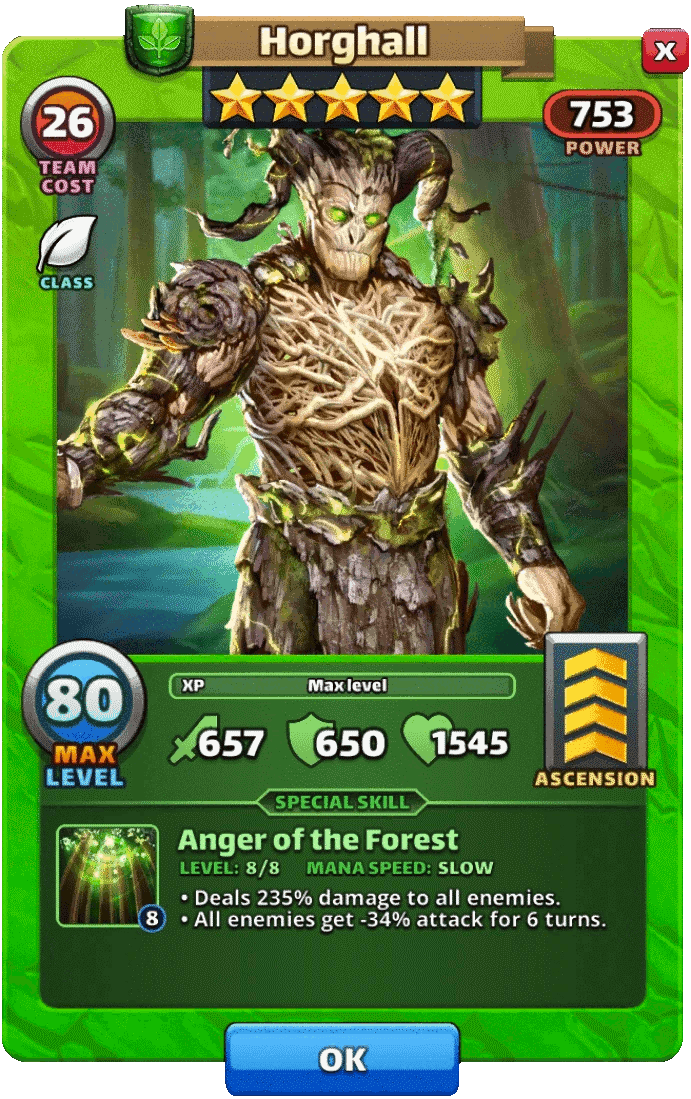 Horghall
26
TEAM
COST
753
POWER
X
CLASS
80
MAX
LEVEL
XP Max level
657 650 1545
ASCENSION
SPECIAL SKILL
Anger of the Forest
LEVEL: 8/8 MANA SPEED: SLOW
8
• Deals 235% damage to all enemies.
• All enemies get -34% attack for 6 turns.
OK